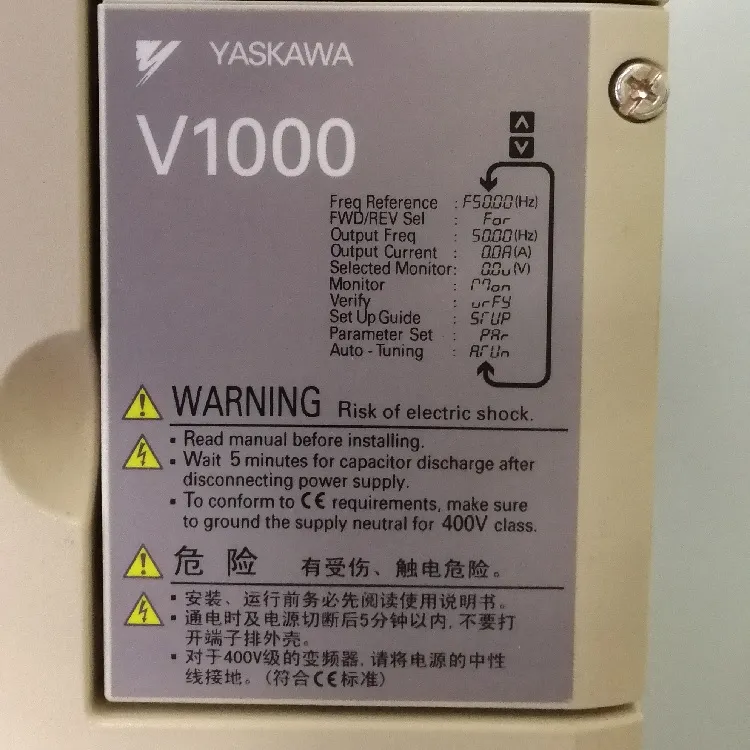 YASKAWA
V1000
Freq Reference : F50.00(Hz)
FWD/REV Sel : For
Output Freq : 50.00(Hz)
Output Current : 0.0A(A)
Selected Monitor: 0.0u(V)
Monitor : Mon
Verify : urFY
Set Up Guide : STUP
Parameter Set : PAr
Auto - Tuning : ATUn
WARNING Risk of electric shock.
▪ Read manual before installing.
▪ Wait 5 minutes for capacitor discharge after
disconnecting power supply.
▪ To conform to CE requirements, make sure
to ground the supply neutral for 400V class.
危 险 有受伤、触电危险。
▪ 安装、运行前务必先阅读使用说明书。
▪ 通电时及电源切断后5分钟以内, 不要打
开端子排外壳。
▪ 对于400V级的变频器, 请将电源的中性
线接地。(符合CE标准)